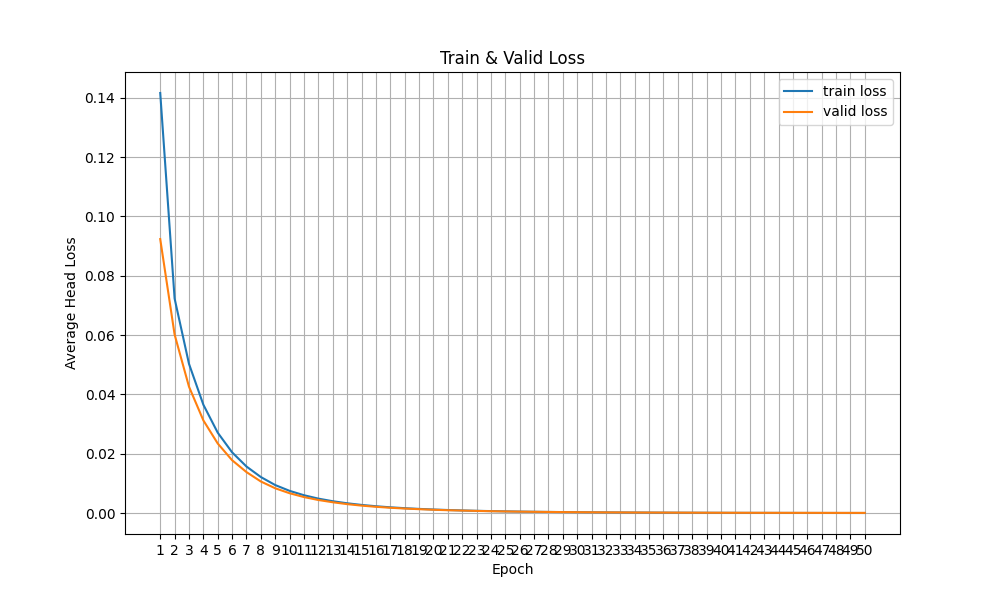 Train & Valid Loss
train loss
valid loss
Average Head Loss
0.14
0.12
0.10
0.08
0.06
0.04
0.02
0.00
1 2 3 4 5 6 7 8 9 10 11 12 13 14 15 16 17 18 19 20 21 22 23 24 25 26 27 28 29 30 31 32 33 34 35 36 37 38 39 40 41 42 43 44 45 46 47 48 49 50
Epoch